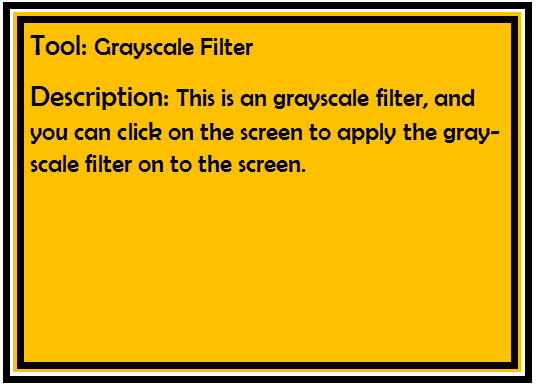 Tool: Grayscale Filter
Description: This is an grayscale filter, and
you can click on the screen to apply the gray-
scale filter on to the screen.